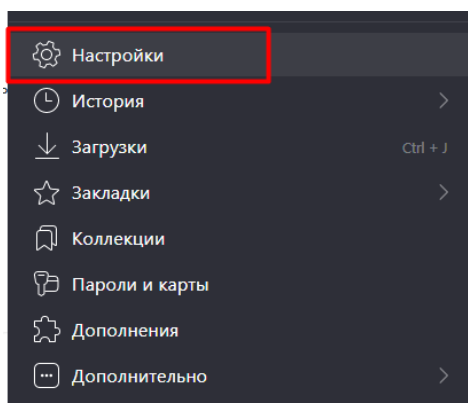 Настройки
История
Загрузки Ctrl + J
Закладки
Коллекции
Пароли и карты
Дополнения
Дополнительно